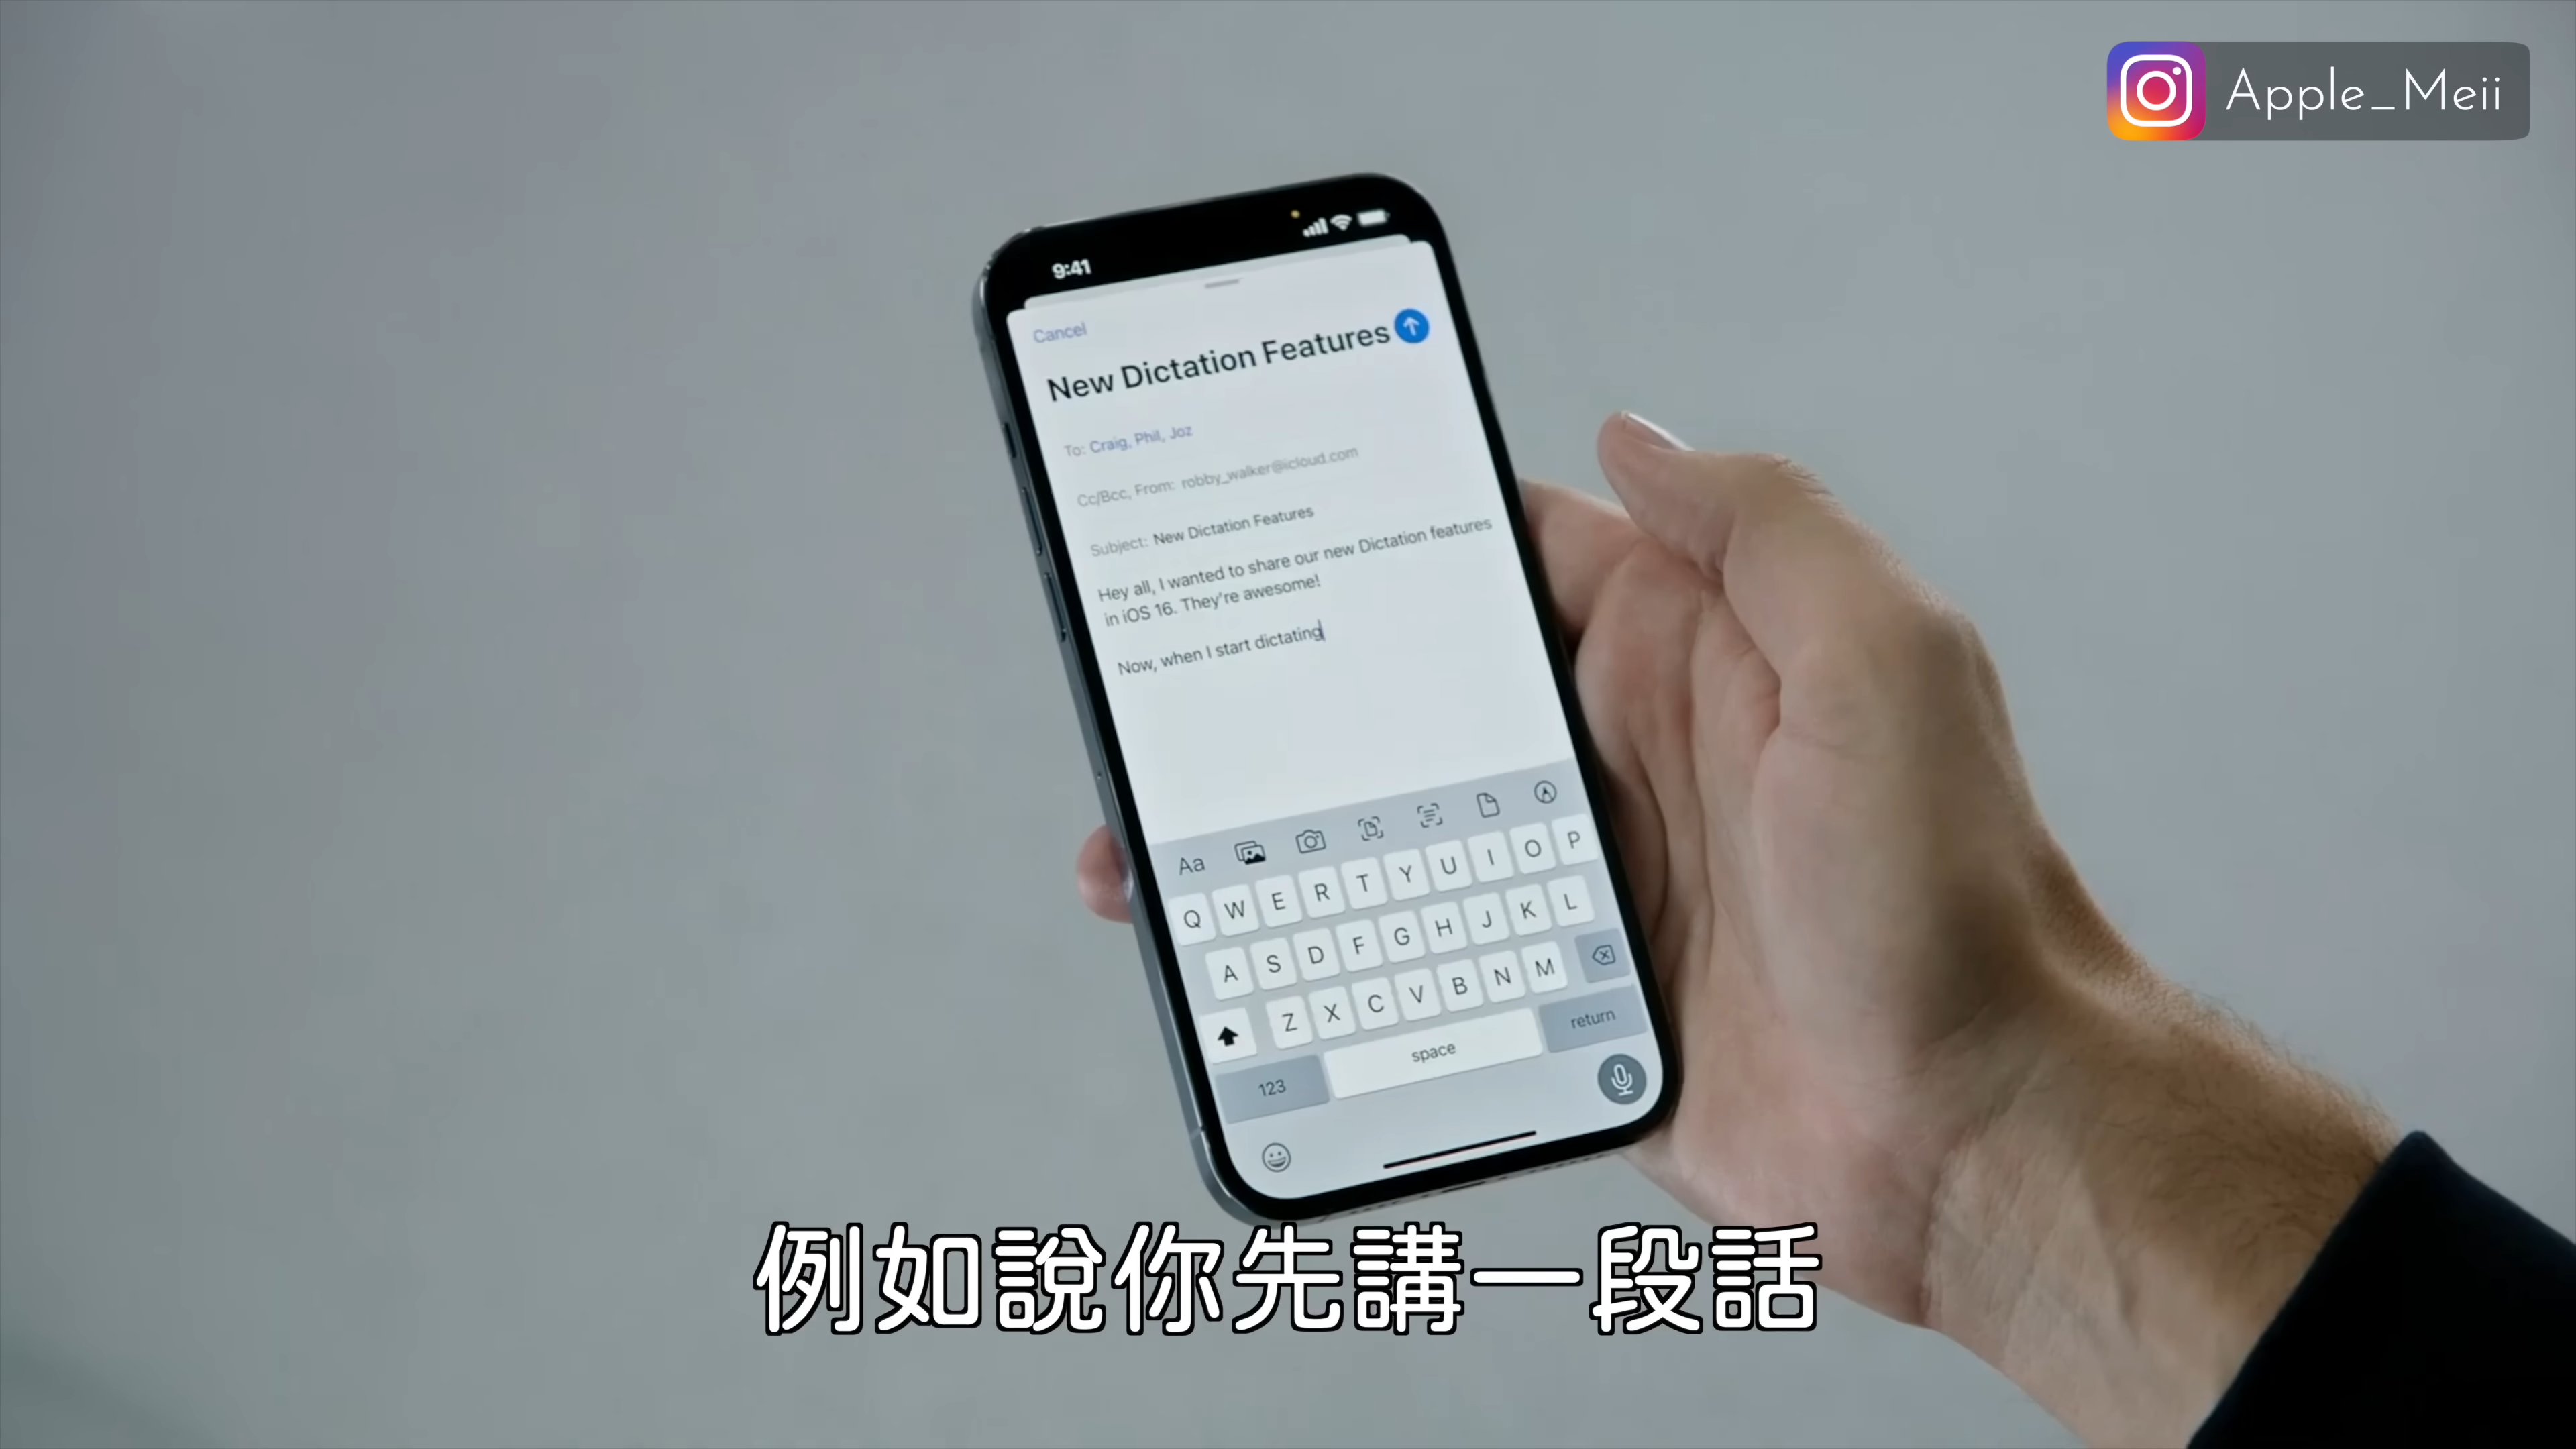 Apple_Meii
9:41
Cancel
New Dictation Features
To: Craig, Phil, Joz
Cc/Bcc, From: robby_walker@icloud.com
Subject: New Dictation Features
Hey all, I wanted to share our new Dictation features
in iOS 16. They're awesome!
Now, when I start dictating
Aa
Q W E R T Y U I O P
A S D F G H J K L
Z X C V B N M
123 space return
例如說你先講一段話